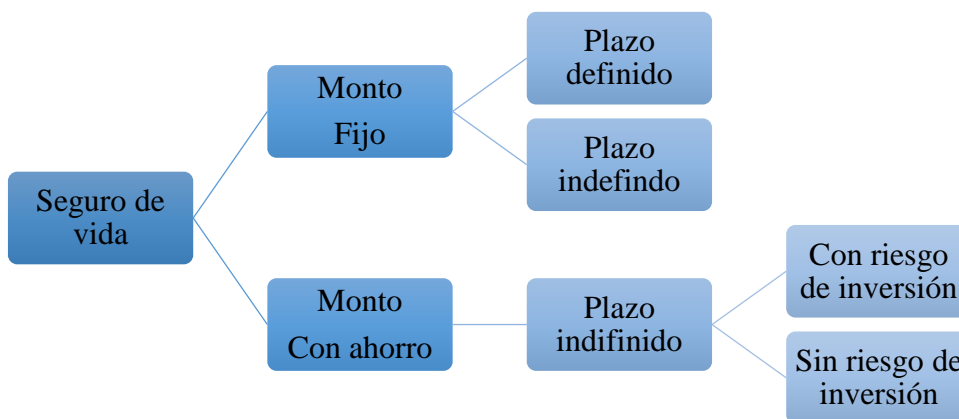 Seguro de
vida
Monto
Fijo
Plazo
definido
Plazo
indefindo
Monto
Con ahorro
Plazo
indifinido
Con riesgo
de inversión
Sin riesgo de
inversión